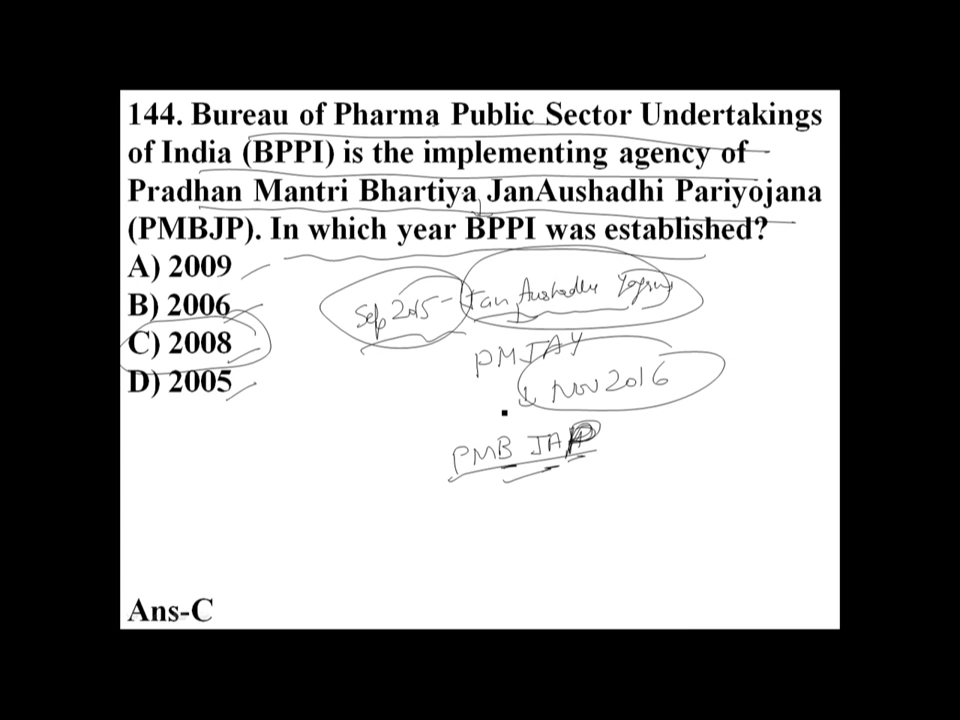 144. Bureau of Pharma Public Sector Undertakings
of India (BPPI) is the implementing agency of
Pradhan Mantri Bhartiya JanAushadhi Pariyojana
(PMBJP). In which year BPPI was established?
A) 2009
B) 2006
C) 2008
D) 2005
Sep 2015 - Jan Aushadhi
PMJAY
↓ Nov 2016
PMB JAP
Ans-C